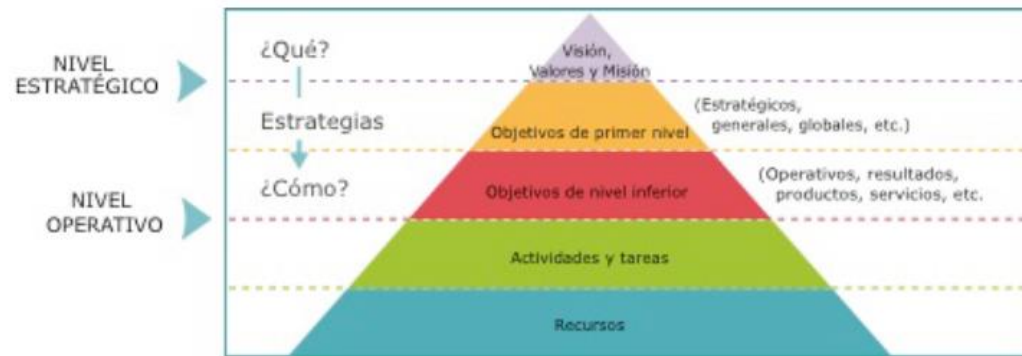 NIVEL
ESTRATÉGICO
¿Qué?
Estrategias
¿Cómo?
NIVEL
OPERATIVO
Visión,
Valores y Misión
Objetivos de primer nivel
(Estratégicos,
generales, globales, etc.)
Objetivos de nivel inferior
(Operativos, resultados,
productos, servicios, etc.
Actividades y tareas
Recursos